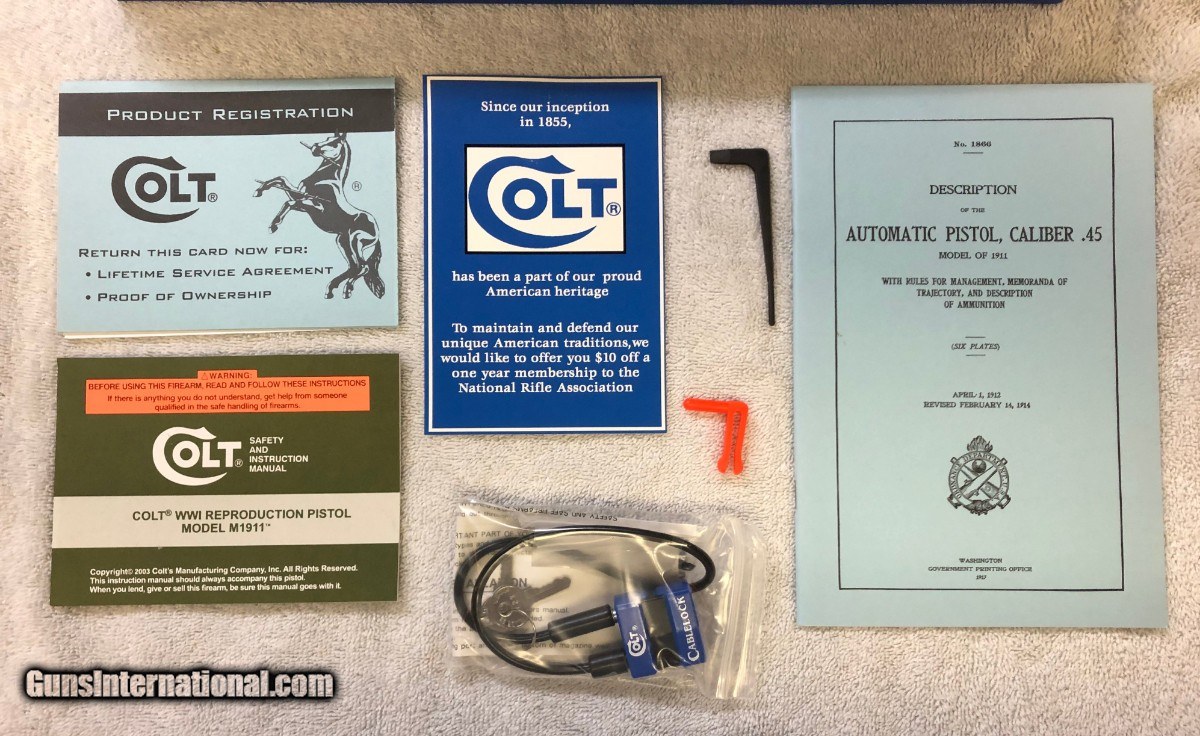 PRODUCT REGISTRATION
COLT®
®
RETURN THIS CARD NOW FOR:
• LIFETIME SERVICE AGREEMENT
• PROOF OF OWNERSHIP
Since our inception
in 1855,
COLT®
has been a part of our proud
American heritage
To maintain and defend our
unique American traditions,we
would like to offer you $10 off a
one year membership to the
National Rifle Association
No. 1866
DESCRIPTION
OF THE
AUTOMATIC PISTOL, CALIBER .45
MODEL OF 1911
WITH RULES FOR MANAGEMENT, MEMORANDA OF
TRAJECTORY, AND DESCRIPTION
OF AMMUNITION
(SIX PLATES)
APRIL 1, 1912
REVISED FEBRUARY 14, 1914
ORDNANCE DEPARTMENT U.S.A.
WASHINGTON
GOVERNMENT PRINTING OFFICE
1917
⚠ WARNING:
BEFORE USING THIS FIREARM, READ AND FOLLOW THESE INSTRUCTIONS
If there is anything you do not understand, get help from someone
qualified in the safe handling of firearms.
COLT®
SAFETY
AND
INSTRUCTION
MANUAL
COLT® WWI REPRODUCTION PISTOL
MODEL M1911™
Copyright© 2003 Colt's Manufacturing Company, Inc. All Rights Reserved.
This instruction manual should always accompany this pistol.
When you lend, give or sell this firearm, be sure this manual goes with it.
SAFETY AND
PART OF
manual.
COLT®
CABLELOCK
GunsInternational.com